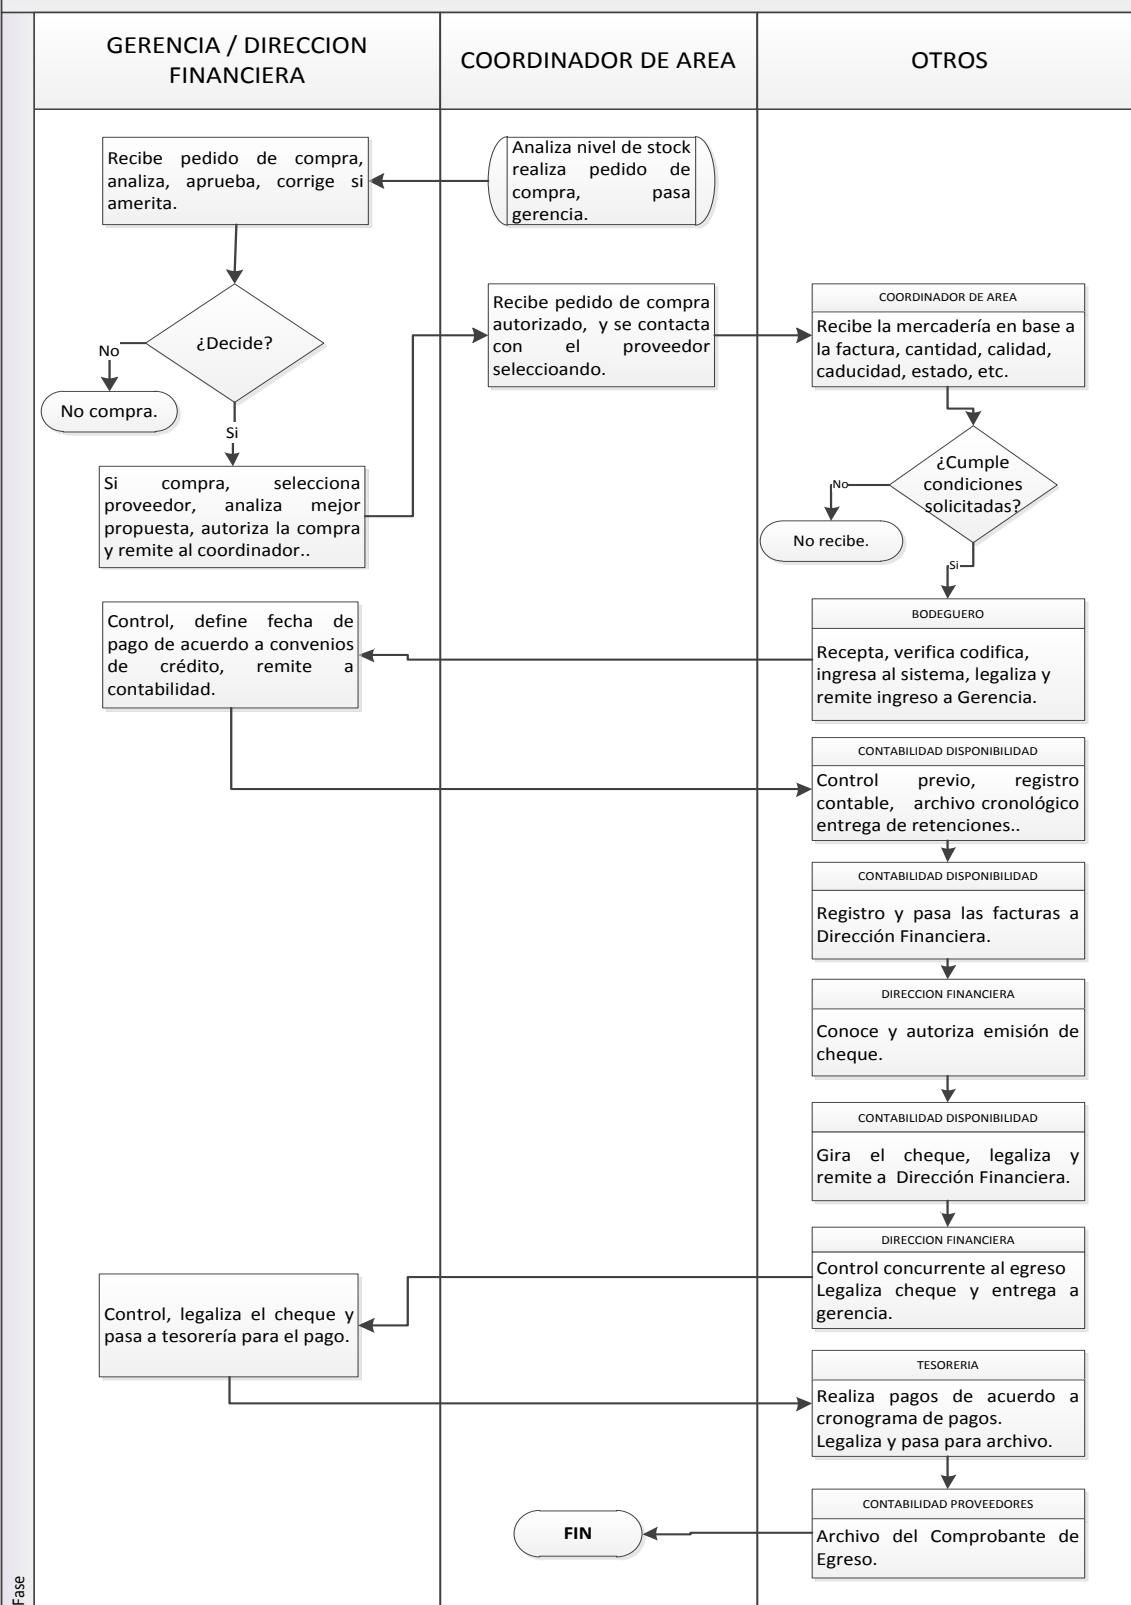 GERENCIA / DIRECCION
FINANCIERA
COORDINADOR DE AREA
OTROS
Analiza nivel de stock
realiza pedido de
compra, pasa
gerencia.
Recibe pedido de compra,
analiza, aprueba, corrige si
amerita.
¿Decide?
No
No compra.
Si
Si compra, selecciona
proveedor, analiza mejor
propuesta, autoriza la compra
y remite al coordinador..
Recibe pedido de compra
autorizado, y se contacta
con el proveedor
seleccioando.
COORDINADOR DE AREA
Recibe la mercadería en base a
la factura, cantidad, calidad,
caducidad, estado, etc.
¿Cumple
condiciones
solicitadas?
No
No recibe.
Si
BODEGUERO
Recepta, verifica codifica,
ingresa al sistema, legaliza y
remite ingreso a Gerencia.
Control, define fecha de
pago de acuerdo a convenios
de crédito, remite a
contabilidad.
CONTABILIDAD DISPONIBILIDAD
Control previo, registro
contable, archivo cronológico
entrega de retenciones..
CONTABILIDAD DISPONIBILIDAD
Registro y pasa las facturas a
Dirección Financiera.
DIRECCION FINANCIERA
Conoce y autoriza emisión de
cheque.
CONTABILIDAD DISPONIBILIDAD
Gira el cheque, legaliza y
remite a Dirección Financiera.
DIRECCION FINANCIERA
Control concurrente al egreso
Legaliza cheque y entrega a
gerencia.
Control, legaliza el cheque y
pasa a tesorería para el pago.
TESORERIA
Realiza pagos de acuerdo a
cronograma de pagos.
Legaliza y pasa para archivo.
CONTABILIDAD PROVEEDORES
Archivo del Comprobante de
Egreso.
FIN
Fase